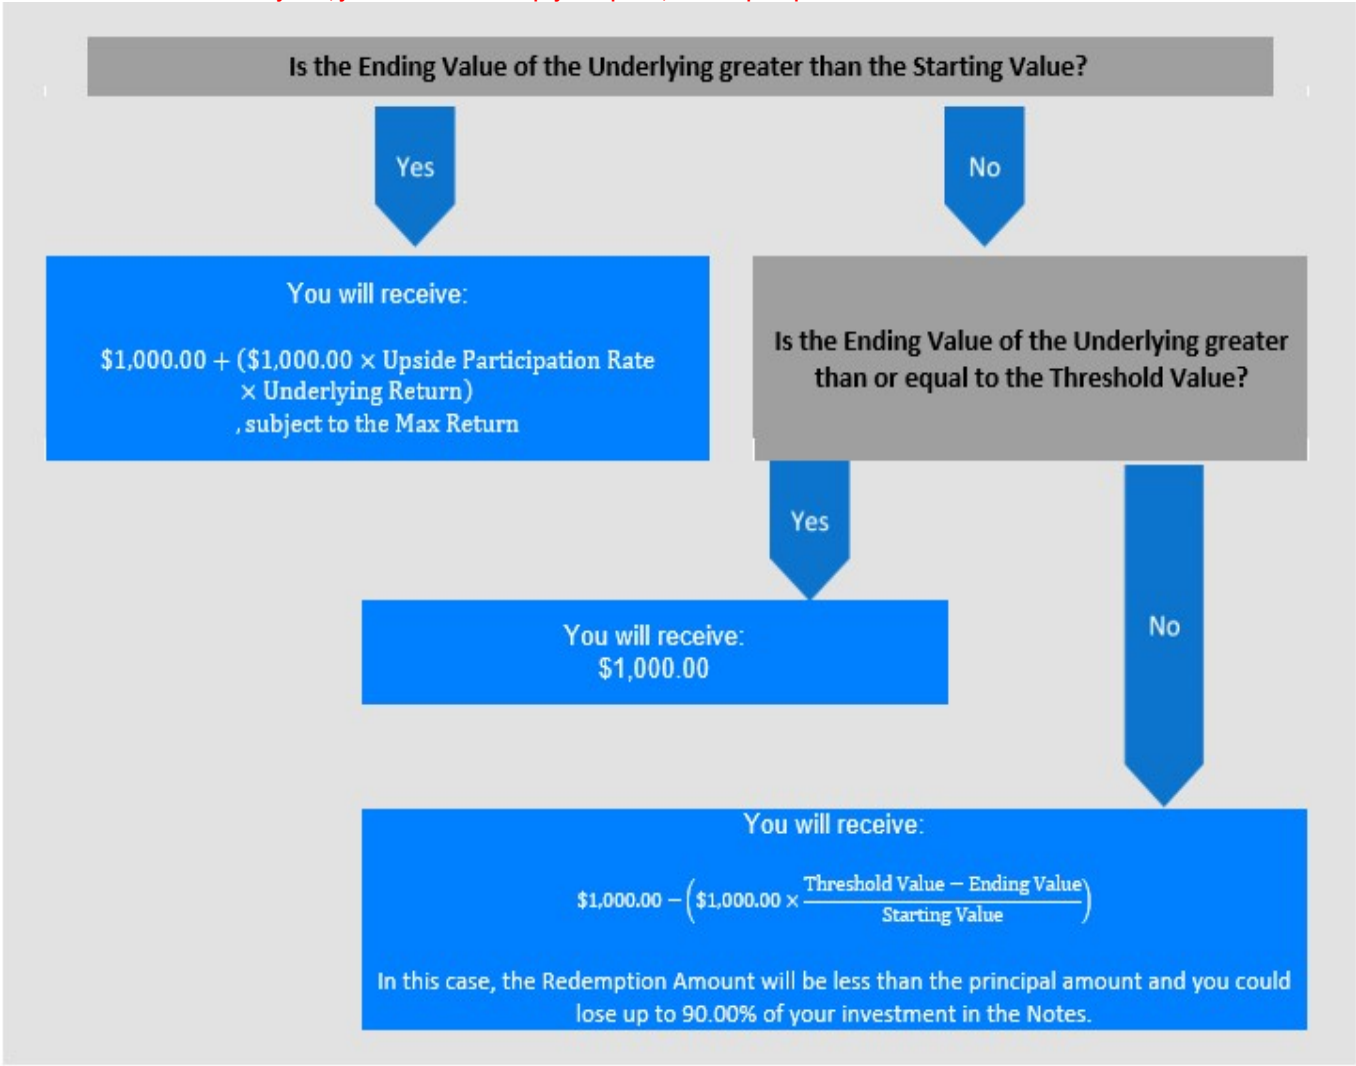 Is the Ending Value of the Underlying greater than the Starting Value?
Yes
No
You will receive:
$1,000.00 + ($1,000.00 × Upside Participation Rate
× Underlying Return)
, subject to the Max Return
Is the Ending Value of the Underlying greater
than or equal to the Threshold Value?
Yes
No
You will receive:
$1,000.00
You will receive:
$1,000.00 − ($1,000.00 × Threshold Value − Ending Value
Starting Value)
In this case, the Redemption Amount will be less than the principal amount and you could
lose up to 90.00% of your investment in the Notes.